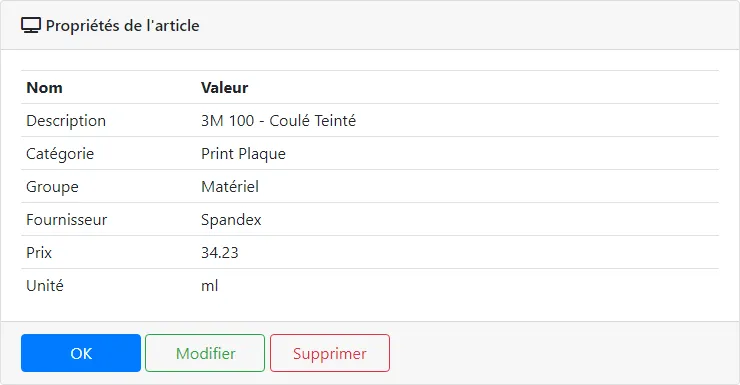 Propriétés de l'article
Nom Valeur
Description 3M 100 - Coulé Teinté
Catégorie Print Plaque
Groupe Matériel
Fournisseur Spandex
Prix 34.23
Unité ml
OK Modifier Supprimer